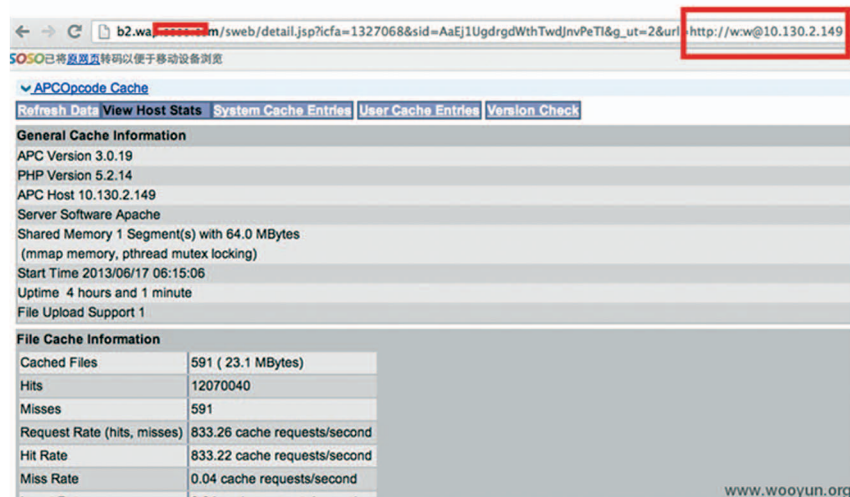 b2.wap.                m/sweb/detail.jsp?icfa=1327068&sid=AaEj1UgdrgdWthTwdJnvPeTI&g_ut=2&url=http://w:w@10.130.2.149
SOSO已将原网页转码以便于移动设备浏览
APCOpcode Cache
Refresh Data View Host Stats System Cache Entries User Cache Entries Version Check
General Cache Information
APC Version 3.0.19
PHP Version 5.2.14
APC Host 10.130.2.149
Server Software Apache
Shared Memory 1 Segment(s) with 64.0 MBytes
(mmap memory, pthread mutex locking)
Start Time 2013/06/17 06:15:06
Uptime 4 hours and 1 minute
File Upload Support 1
File Cache Information
Cached Files 591 ( 23.1 MBytes)
Hits 12070040
Misses 591
Request Rate (hits, misses) 833.26 cache requests/second
Hit Rate 833.22 cache requests/second
Miss Rate 0.04 cache requests/second
www.wooyun.org